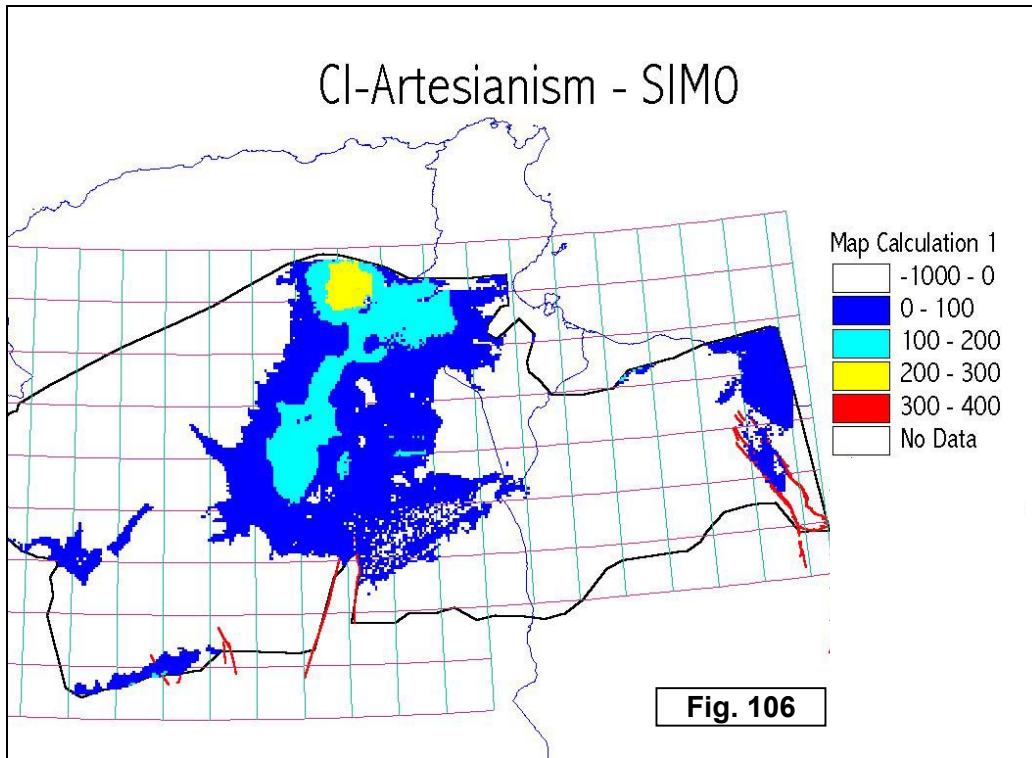 CI-Artesianism - SIM0
Map Calculation 1
-1000 - 0
0 - 100
100 - 200
200 - 300
300 - 400
No Data
Fig. 106